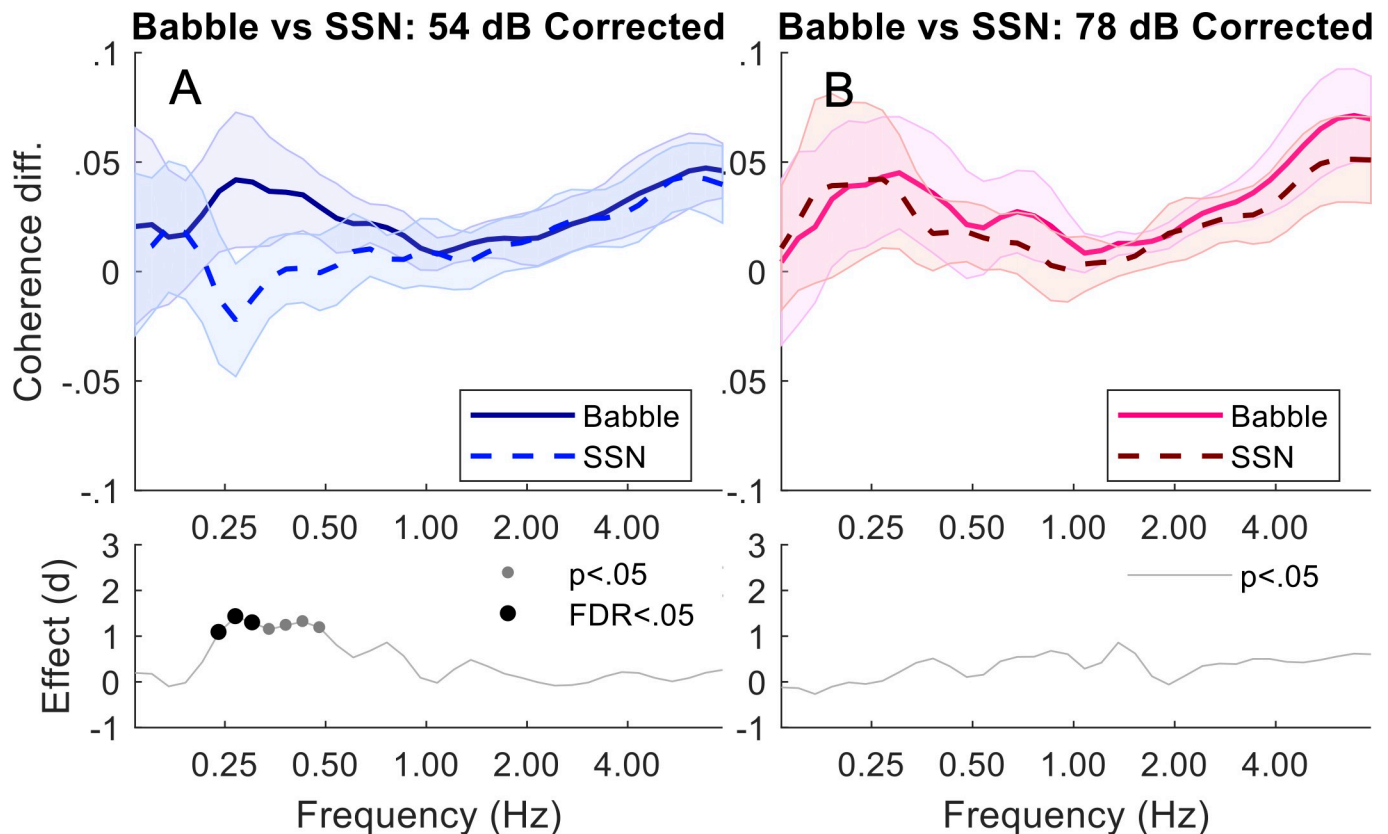 Babble vs SSN: 54 dB Corrected
Babble vs SSN: 78 dB Corrected
A
B
Coherence diff.
.1
.05
0
-.05
-.1
.1
.05
0
.05
-.1
Babble
SSN
Babble
SSN
0.25 0.50 1.00 2.00 4.00
0.25 0.50 1.00 2.00 4.00
Effect (d)
3
2
1
0
-1
3
2
1
0
-1
p<.05
FDR<.05
p<.05
0.25 0.50 1.00 2.00 4.00
0.25 0.50 1.00 2.00 4.00
Frequency (Hz)
Frequency (Hz)